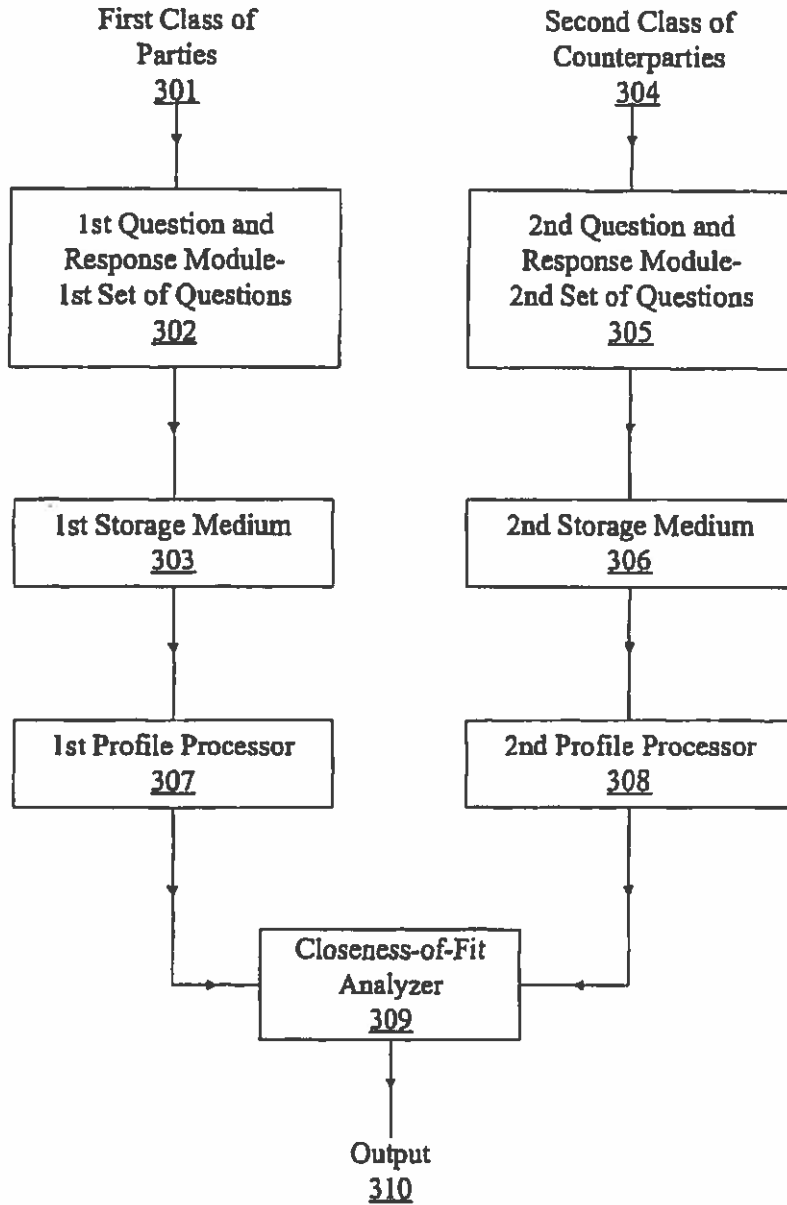 First Class of
Parties
301
Second Class of
Counterparties
304
1st Question and
Response Module-
1st Set of Questions
302
2nd Question and
Response Module-
2nd Set of Questions
305
1st Storage Medium
303
2nd Storage Medium
306
1st Profile Processor
307
2nd Profile Processor
308
Closeness-of-Fit
Analyzer
309
Output
310